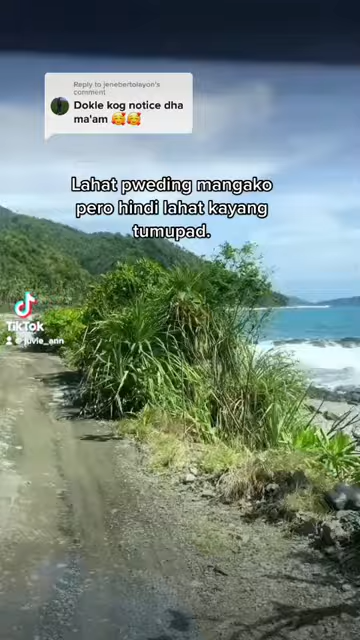 Reply to jenebertolayon's
comment
Dokle kog notice dha
ma'am 🥰🥰
Lahat pweding mangako
pero hindi lahat kayang
tumupad.
TikTok
@ juvie_ann